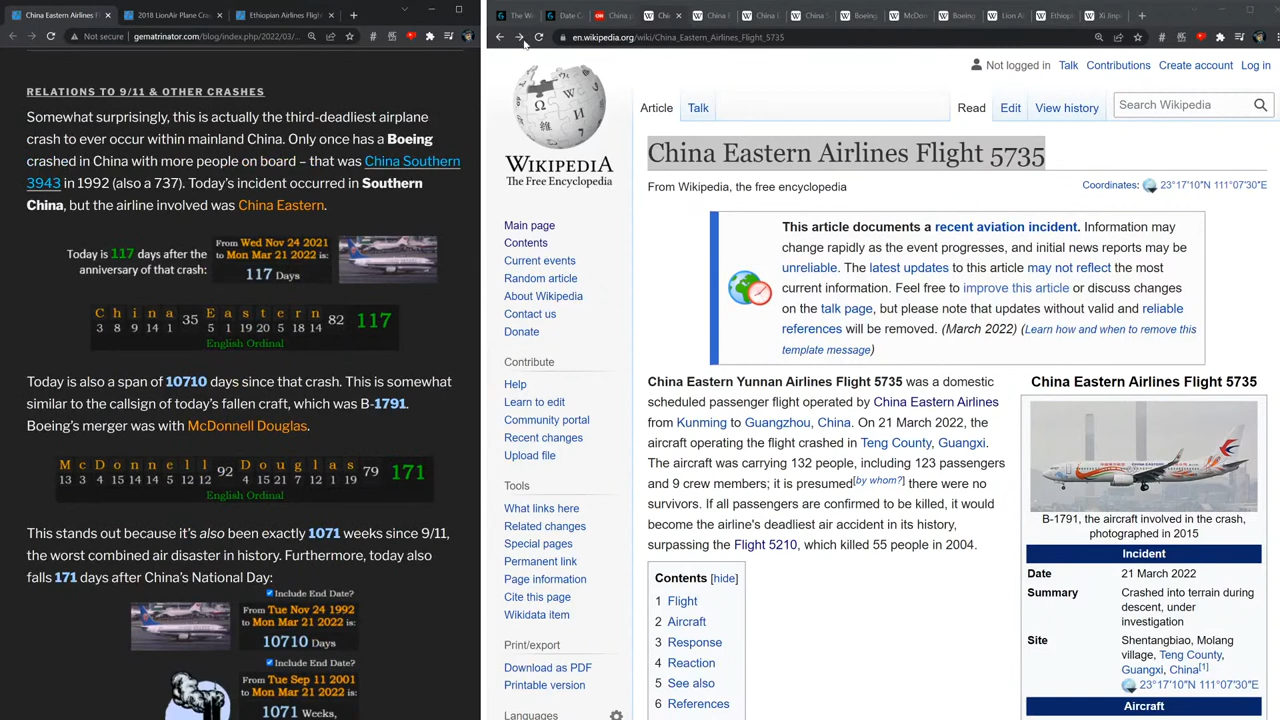 China Eastern Airlines F
2018 LionAir Plane Cra
Ethiopian Airlines Fligh
Not secure
gematrinator.com/blog/index.php/2022/03/...
RELATIONS TO 9/11 & OTHER CRASHES
Somewhat surprisingly, this is actually the third-deadliest airplane
crash to ever occur within mainland China. Only once has a Boeing
crashed in China with more people on board – that was China Southern
3943 in 1992 (also a 737). Today's incident occurred in Southern
China, but the airline involved was China Eastern.
Today is 117 days after the
anniversary of that crash:
From Wed Nov 24 2021
to Mon Mar 21 2022 is:
117 Days
C h i n a 35 E a s t e r n 82 117
3 8 9 14 1 5 1 19 20 5 18 14
English Ordinal
Today is also a span of 10710 days since that crash. This is somewhat
similar to the callsign of today's fallen craft, which was B-1791.
Boeing's merger was with McDonnell Douglas.
M c D o n n e l l 92 D o u g l a s 79 171
13 3 4 15 14 14 5 12 12 4 15 21 7 12 1 19
English Ordinal
This stands out because it's also been exactly 1071 weeks since 9/11,
the worst combined air disaster in history. Furthermore, today also
falls 171 days after China's National Day:
Include End Date?
From Tue Nov 24 1992
to Mon Mar 21 2022 is:
10710 Days
Include End Date?
From Tue Sep 11 2001
to Mon Mar 21 2022 is:
1071 Weeks,
The W
Date C
China p
Chi
China E
China E
China S
Boeing
McDon
Boeing
Lion A
Ethiop
Xi Jinp
en.wikipedia.org/wiki/China_Eastern_Airlines_Flight_5735
Not logged in Talk Contributions Create account Log in
Article Talk
Read Edit View history
Search Wikipedia
WIKIPEDIA
The Free Encyclopedia
Main page
Contents
Current events
Random article
About Wikipedia
Contact us
Donate
Contribute
Help
Learn to edit
Community portal
Recent changes
Upload file
Tools
What links here
Related changes
Special pages
Permanent link
Page information
Cite this page
Wikidata item
Print/export
Download as PDF
Printable version
Languages
China Eastern Airlines Flight 5735
From Wikipedia, the free encyclopedia
Coordinates: 23°17′10″N 111°07′30″E
This article documents a recent aviation incident. Information may
change rapidly as the event progresses, and initial news reports may be
unreliable. The latest updates to this article may not reflect the most
current information. Feel free to improve this article or discuss changes
on the talk page, but please note that updates without valid and reliable
references will be removed. (March 2022) (Learn how and when to remove this
template message)
China Eastern Yunnan Airlines Flight 5735 was a domestic
scheduled passenger flight operated by China Eastern Airlines
from Kunming to Guangzhou, China. On 21 March 2022, the
aircraft operating the flight crashed in Teng County, Guangxi.
The aircraft was carrying 132 people, including 123 passengers
and 9 crew members; it is presumed[by whom?] there were no
survivors. If all passengers are confirmed to be killed, it would
become the airline's deadliest air accident in its history,
surpassing the Flight 5210, which killed 55 people in 2004.
Contents [hide]
1 Flight
2 Aircraft
3 Response
4 Reaction
5 See also
6 References
China Eastern Airlines Flight 5735
B-1791, the aircraft involved in the crash,
photographed in 2015
Incident
Date 21 March 2022
Summary Crashed into terrain during
descent, under
investigation
Site Shentangbiao, Molang
village, Teng County,
Guangxi, China[1]
23°17′10″N 111°07′30″E
Aircraft